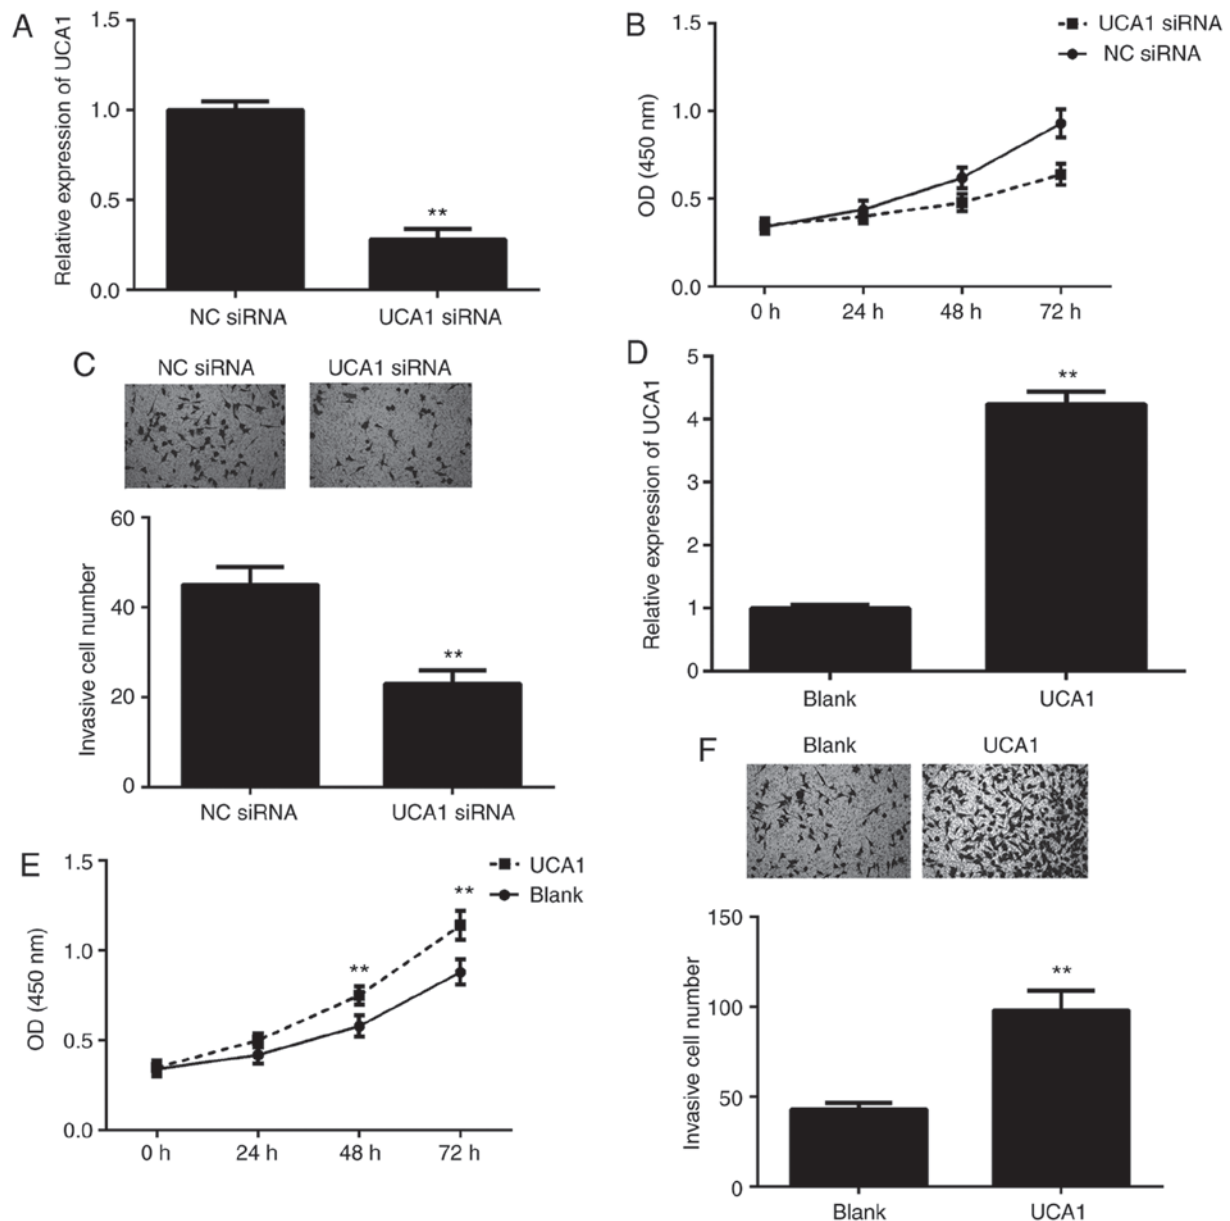 A
Relative expression of UCA1
1.5
1.0
0.5
0.0
**
NC siRNA
UCA1 siRNA
B
UCA1 siRNA
NC siRNA
OD (450 nm)
1.5
1.0
0.5
0.0
0 h
24 h
48 h
72 h
C
NC siRNA
UCA1 siRNA
Invasive cell number
60
40
20
0
**
NC siRNA
UCA1 siRNA
D
Relative expression of UCA1
5
4
3
2
1
0
**
Blank
UCA1
E
UCA1
Blank
OD (450 nm)
1.5
1.0
0.5
0.0
**
**
0 h
24 h
48 h
72 h
F
Blank
UCA1
Invasive cell number
150
100
50
0
**
Blank
UCA1